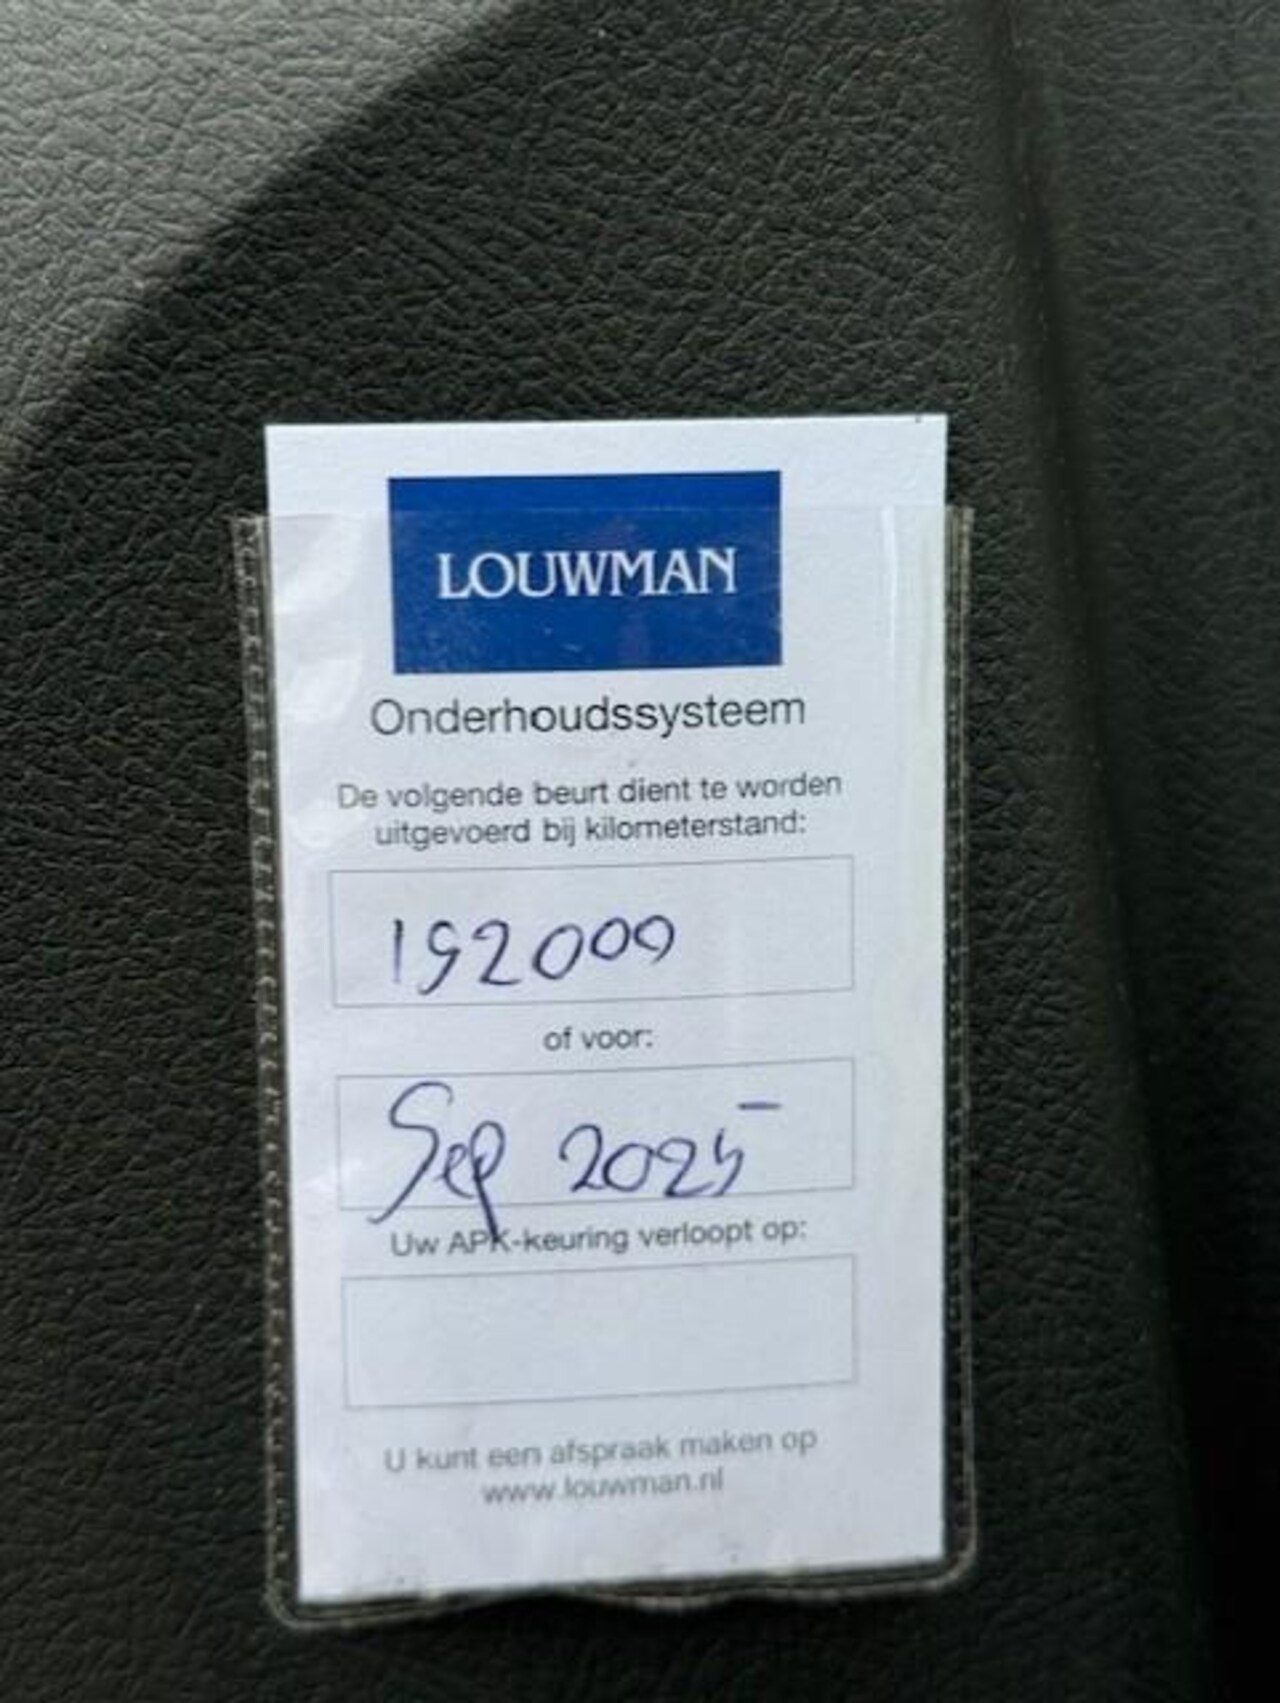 LOUWMAN
Onderhoudssysteem
De volgende beurt dient te worden
uitgevoerd bij kilometerstand:
192000
of voor:
Sep 2025
Uw APK-keuring verloopt op:
U kunt een afspraak maken op
www.louwman.nl